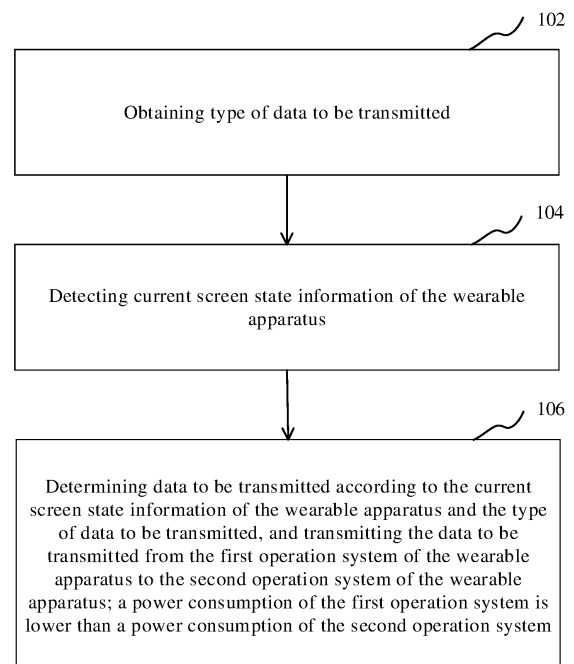 102
Obtaining type of data to be transmitted
104
Detecting current screen state information of the wearable
apparatus
106
Determining data to be transmitted according to the current
screen state information of the wearable apparatus and the type
of data to be transmitted, and transmitting the data to be
transmitted from the first operation system of the wearable
apparatus to the second operation system of the wearable
apparatus; a power consumption of the first operation system is
lower than a power consumption of the second operation system